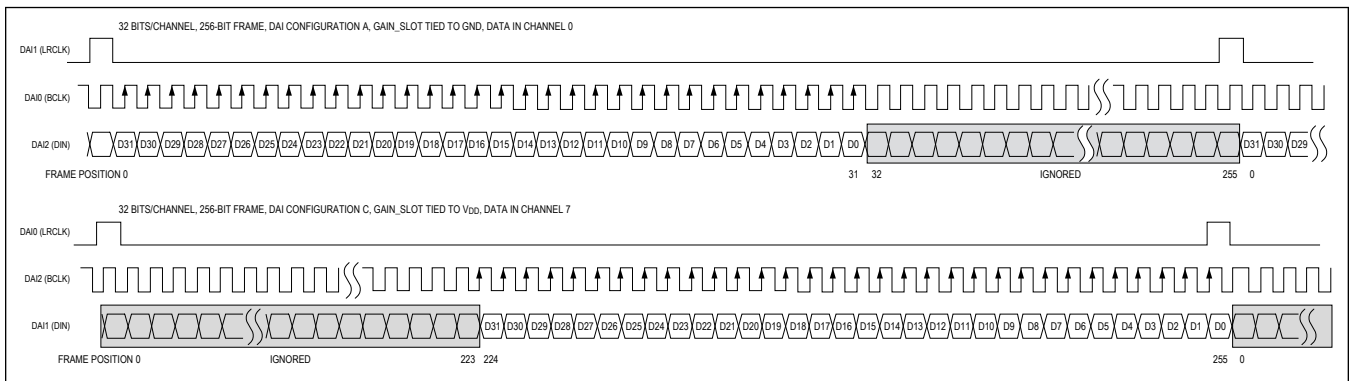 32 BITS/CHANNEL, 256-BIT FRAME, DAI CONFIGURATION A, GAIN_SLOT TIED TO GND, DATA IN CHANNEL 0
DAI1 (LRCLK)
DAI0 (BCLK)
DAI2 (DIN) D31 D30 D29 D28 D27 D26 D25 D24 D23 D22 D21 D20 D19 D18 D17 D16 D15 D14 D13 D12 D11 D10 D9 D8 D7 D6 D5 D4 D3 D2 D1 D0 D31 D30 D29
FRAME POSITION 0 31 32 IGNORED 255 0
32 BITS/CHANNEL, 256-BIT FRAME, DAI CONFIGURATION C, GAIN_SLOT TIED TO VDD, DATA IN CHANNEL 7
DAI0 (LRCLK)
DAI2 (BCLK)
DAI1 (DIN) D31 D30 D29 D28 D27 D26 D25 D24 D23 D22 D21 D20 D19 D18 D17 D16 D15 D14 D13 D12 D11 D10 D9 D8 D7 D6 D5 D4 D3 D2 D1 D0
FRAME POSITION 0 IGNORED 223 224 255 0